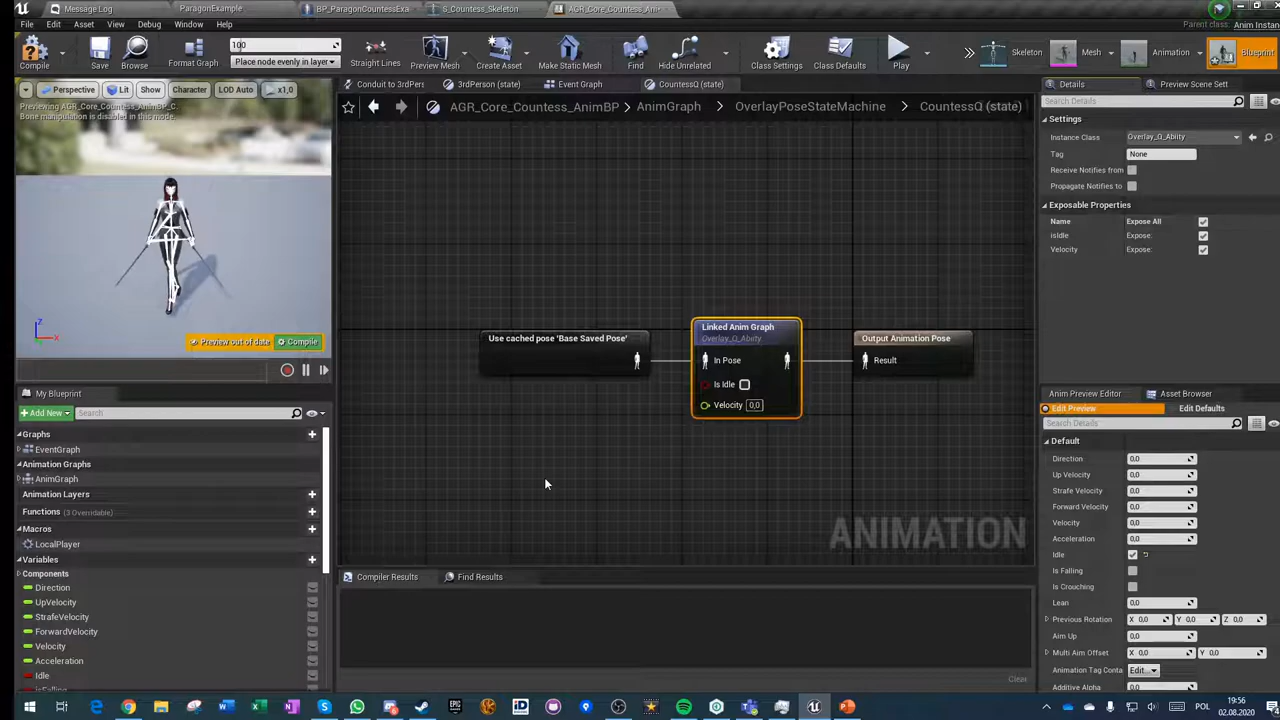 Message Log
ParagonExample
BP_ParagonCountessExa
S_Countess_Skeleton
AGR_Core_Countess_Ani
File Edit Asset View Debug Window Help
Parent class:
Anim Instan
Compile
Save
Browse
100
Place node evenly in layer
Format Graph
Straight Lines
Preview Mesh
Create Asset
Make Static Mesh
Find
Hide Unrelated
Class Settings
Class Defaults
Play
Skeleton
Mesh
Animation
Blueprint
Perspective Lit Show Character LOD Auto x1,0
Previewing AGR_Core_Countess_AnimBP_C.
Bone manipulation is disabled in this mode.
Preview out of date
Compile
Conduit to 3rdPers
3rdPerson (state)
Event Graph
CountessQ (state)
AGR_Core_Countess_AnimBP > AnimGraph > OverlayPoseStateMachine > CountessQ (state)
Use cached pose 'Base Saved Pose'
Linked Anim Graph
Overlay_Q_Abiity
In Pose
Is Idle
Velocity 0,0
Output Animation Pose
Result
ANIMATION
My Blueprint
Add New
Search
Graphs
EventGraph
Animation Graphs
AnimGraph
Animation Layers
Functions (3 Overridable)
Macros
LocalPlayer
Variables
Components
Direction
UpVelocity
StrafeVelocity
ForwardVelocity
Velocity
Acceleration
Idle
isFalling
Compiler Results
Find Results
Clear
Details
Preview Scene Sett
Search Details
Settings
Instance Class Overlay_Q_Abiity
Tag None
Receive Notifies from
Propagate Notifies to
Exposable Properties
Name Expose All
isIdle Expose:
Velocity Expose:
Anim Preview Editor
Asset Browser
Edit Preview
Edit Defaults
Search Details
Default
Direction 0,0
Up Velocity 0,0
Strafe Velocity 0,0
Forward Velocity 0,0
Velocity 0,0
Acceleration 0,0
Idle
Is Falling
Is Crouching
Lean 0,0
Previous Rotation X 0,0 Y 0,0 Z 0,0
Aim Up 0,0
Multi Aim Offset X 0,0 Y 0,0
Animation Tag Conta Edit
Additive Alpha 0,0
POL
19:56
02.08.2020